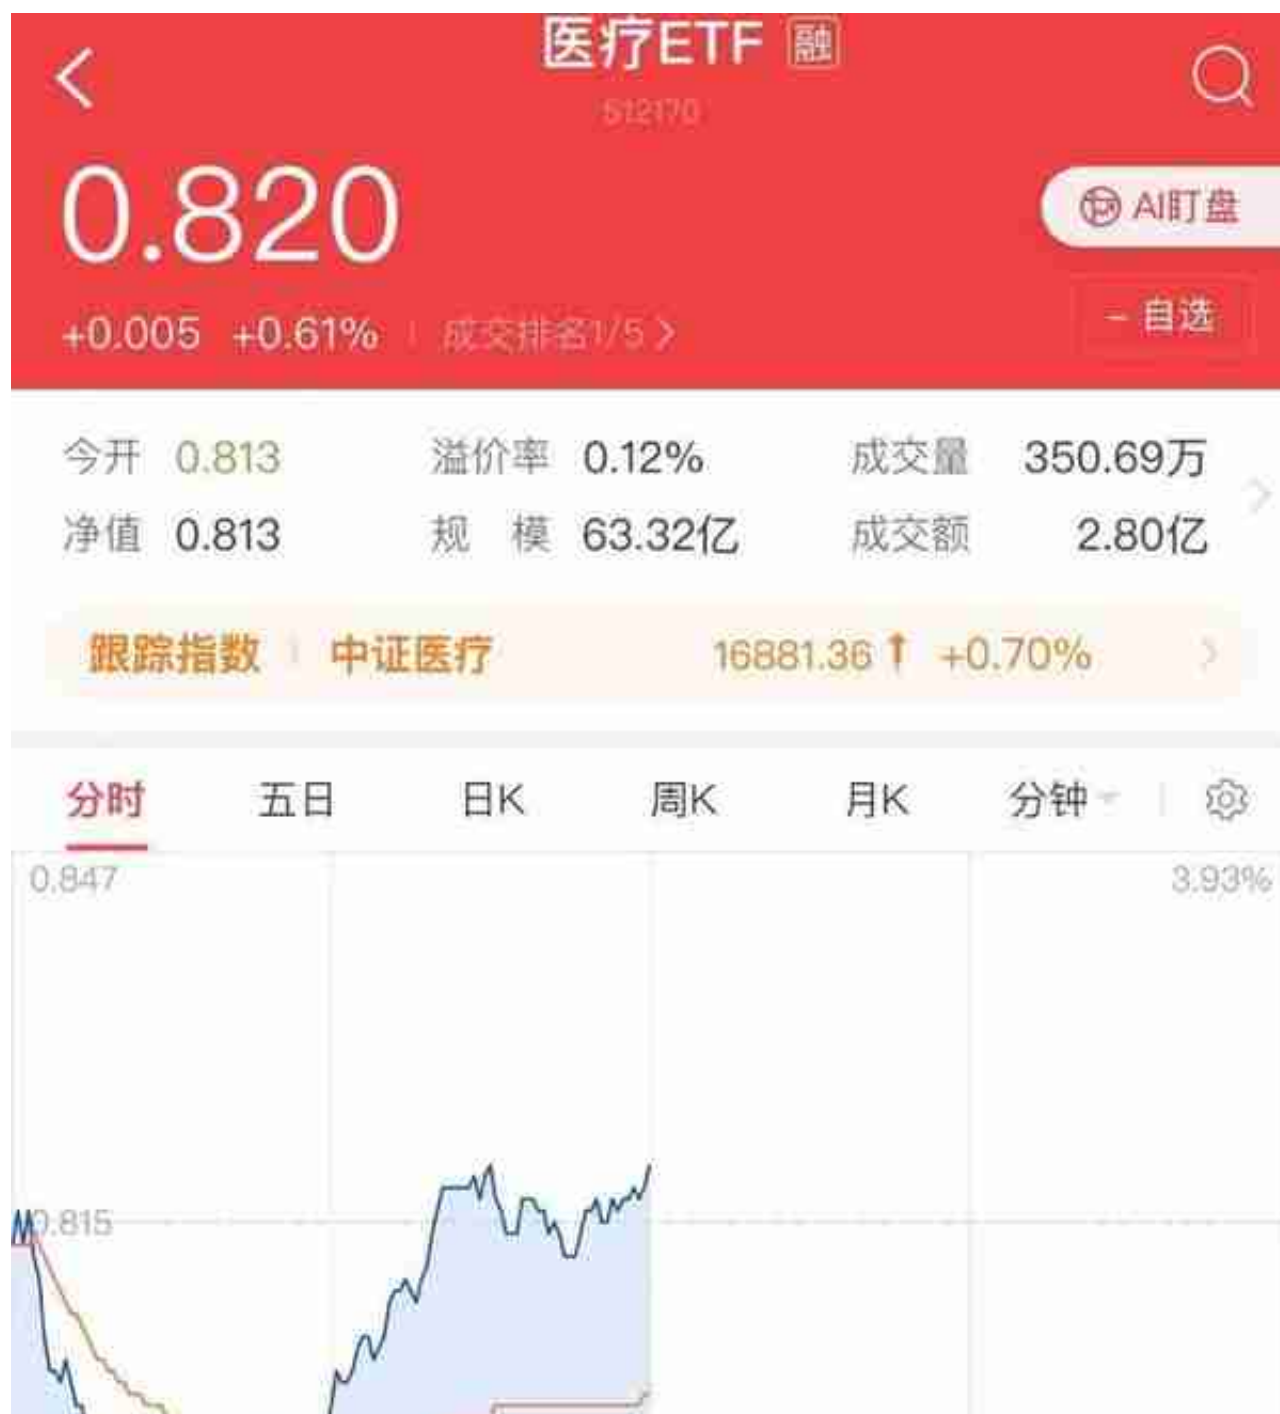 医疗ETF 融
512170
0.820
AI盯盘
+0.005 +0.61% 成交排名1/5
- 自选
今开 0.813 溢价率 0.12% 成交量 350.69万
净值 0.813 规 模 63.32亿 成交额 2.80亿
跟踪指数 中证医疗 16881.36 ↑ +0.70%
分时 五日 日K 周K 月K 分钟
0.847 3.93%
0.815